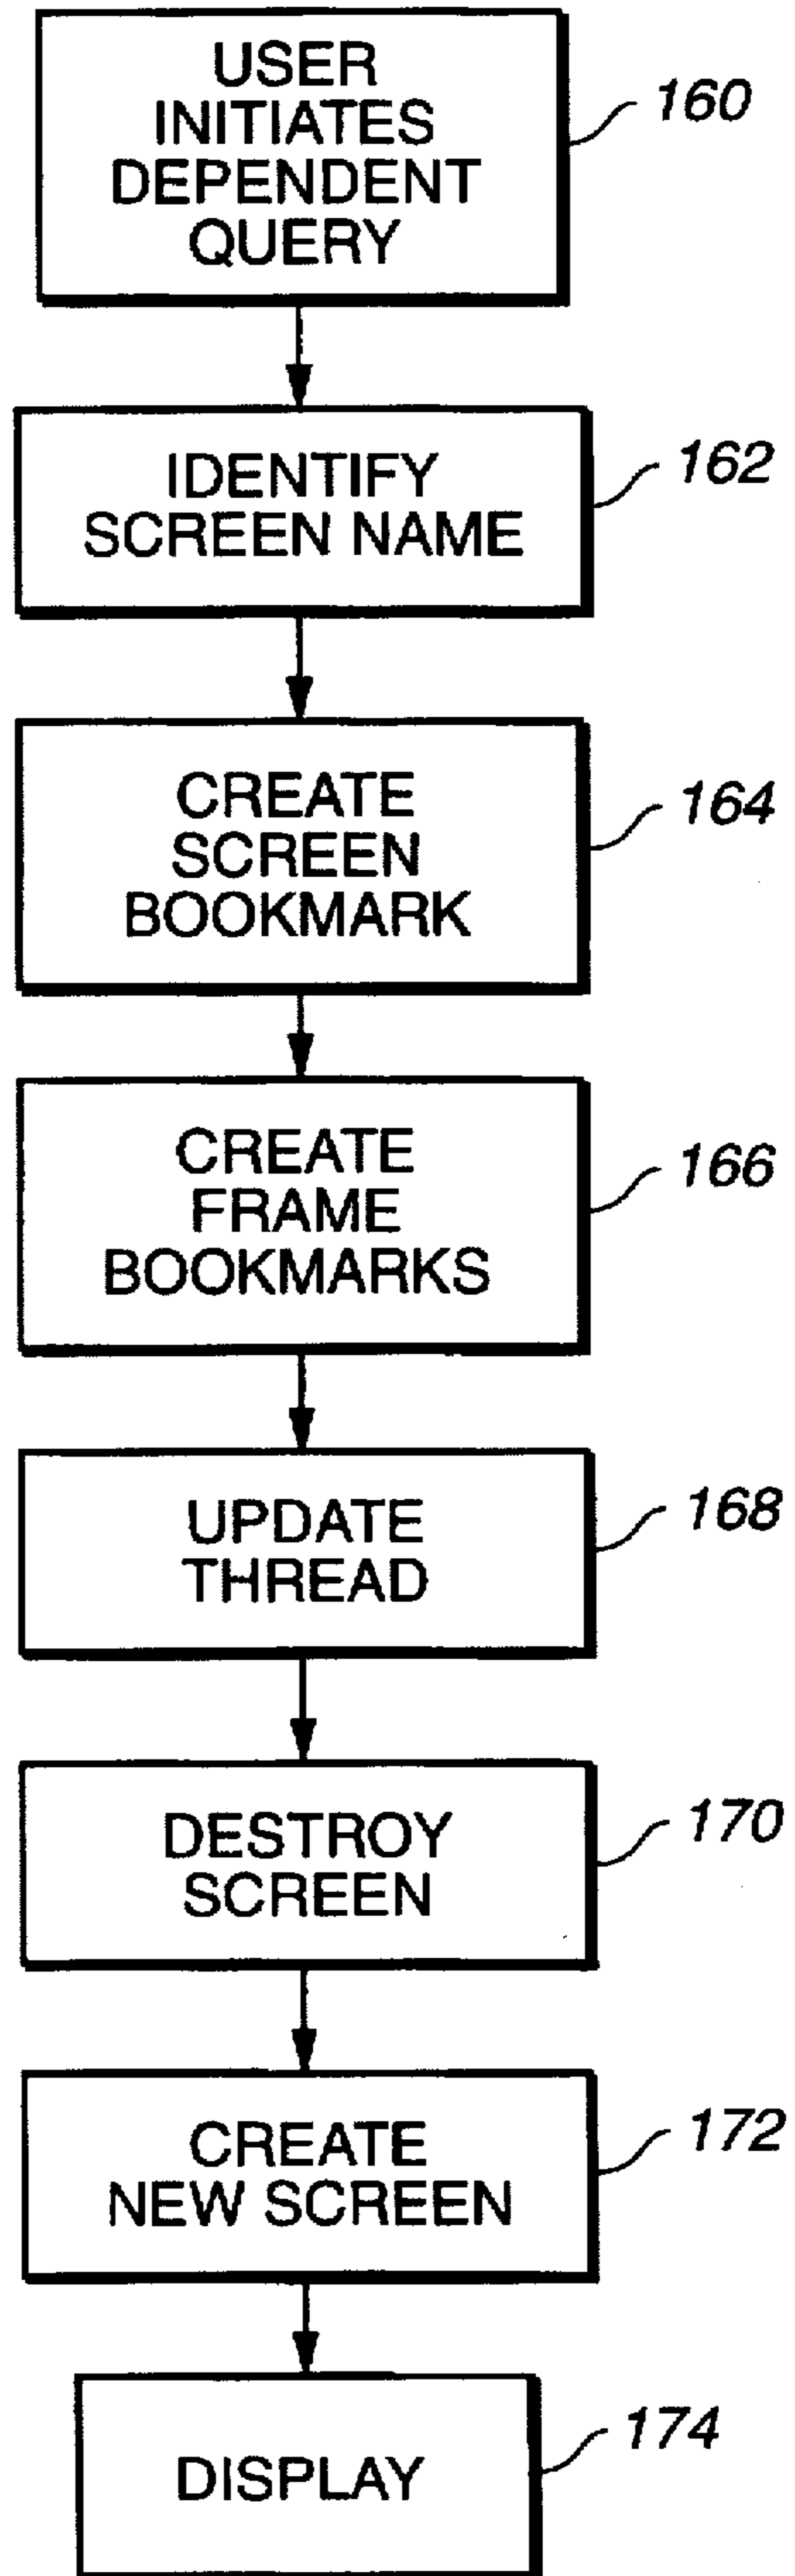 USER
INITIATES
DEPENDENT
QUERY
160
IDENTIFY
SCREEN NAME
162
CREATE
SCREEN
BOOKMARK
164
CREATE
FRAME
BOOKMARKS
166
UPDATE
THREAD
168
DESTROY
SCREEN
170
CREATE
NEW SCREEN
172
DISPLAY
174